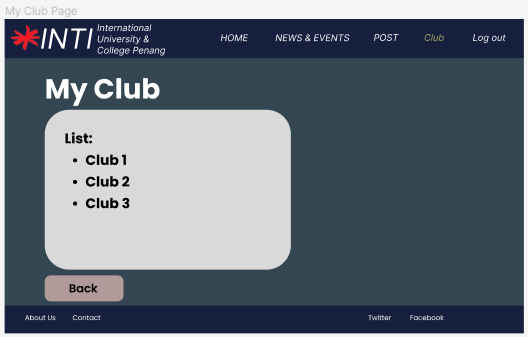 My Club Page
INTI International
University &
College Penang
HOME NEWS & EVENTS POST Club Log out
My Club
List:
• Club 1
• Club 2
• Club 3
Back
About Us Contact Twitter Facebook